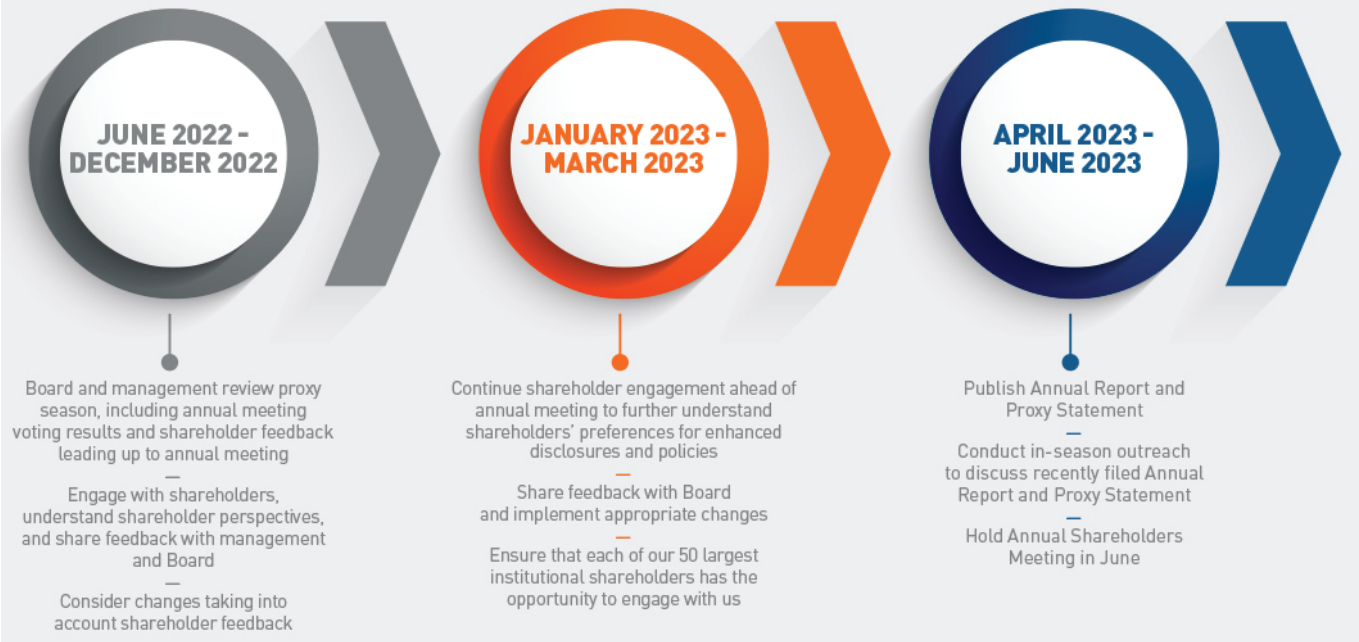 JUNE 2022 -
DECEMBER 2022
Board and management review proxy
season, including annual meeting
voting results and shareholder feedback
leading up to annual meeting
—
Engage with shareholders,
understand shareholder perspectives,
and share feedback with management
and Board
—
Consider changes taking into
account shareholder feedback
JANUARY 2023 -
MARCH 2023
Continue shareholder engagement ahead of
annual meeting to further understand
shareholders’ preferences for enhanced
disclosures and policies
—
Share feedback with Board
and implement appropriate changes
—
Ensure that each of our 50 largest
institutional shareholders has the
opportunity to engage with us
APRIL 2023 -
JUNE 2023
Publish Annual Report and
Proxy Statement
—
Conduct in-season outreach
to discuss recently filed Annual
Report and Proxy Statement
—
Hold Annual Shareholders
Meeting in June